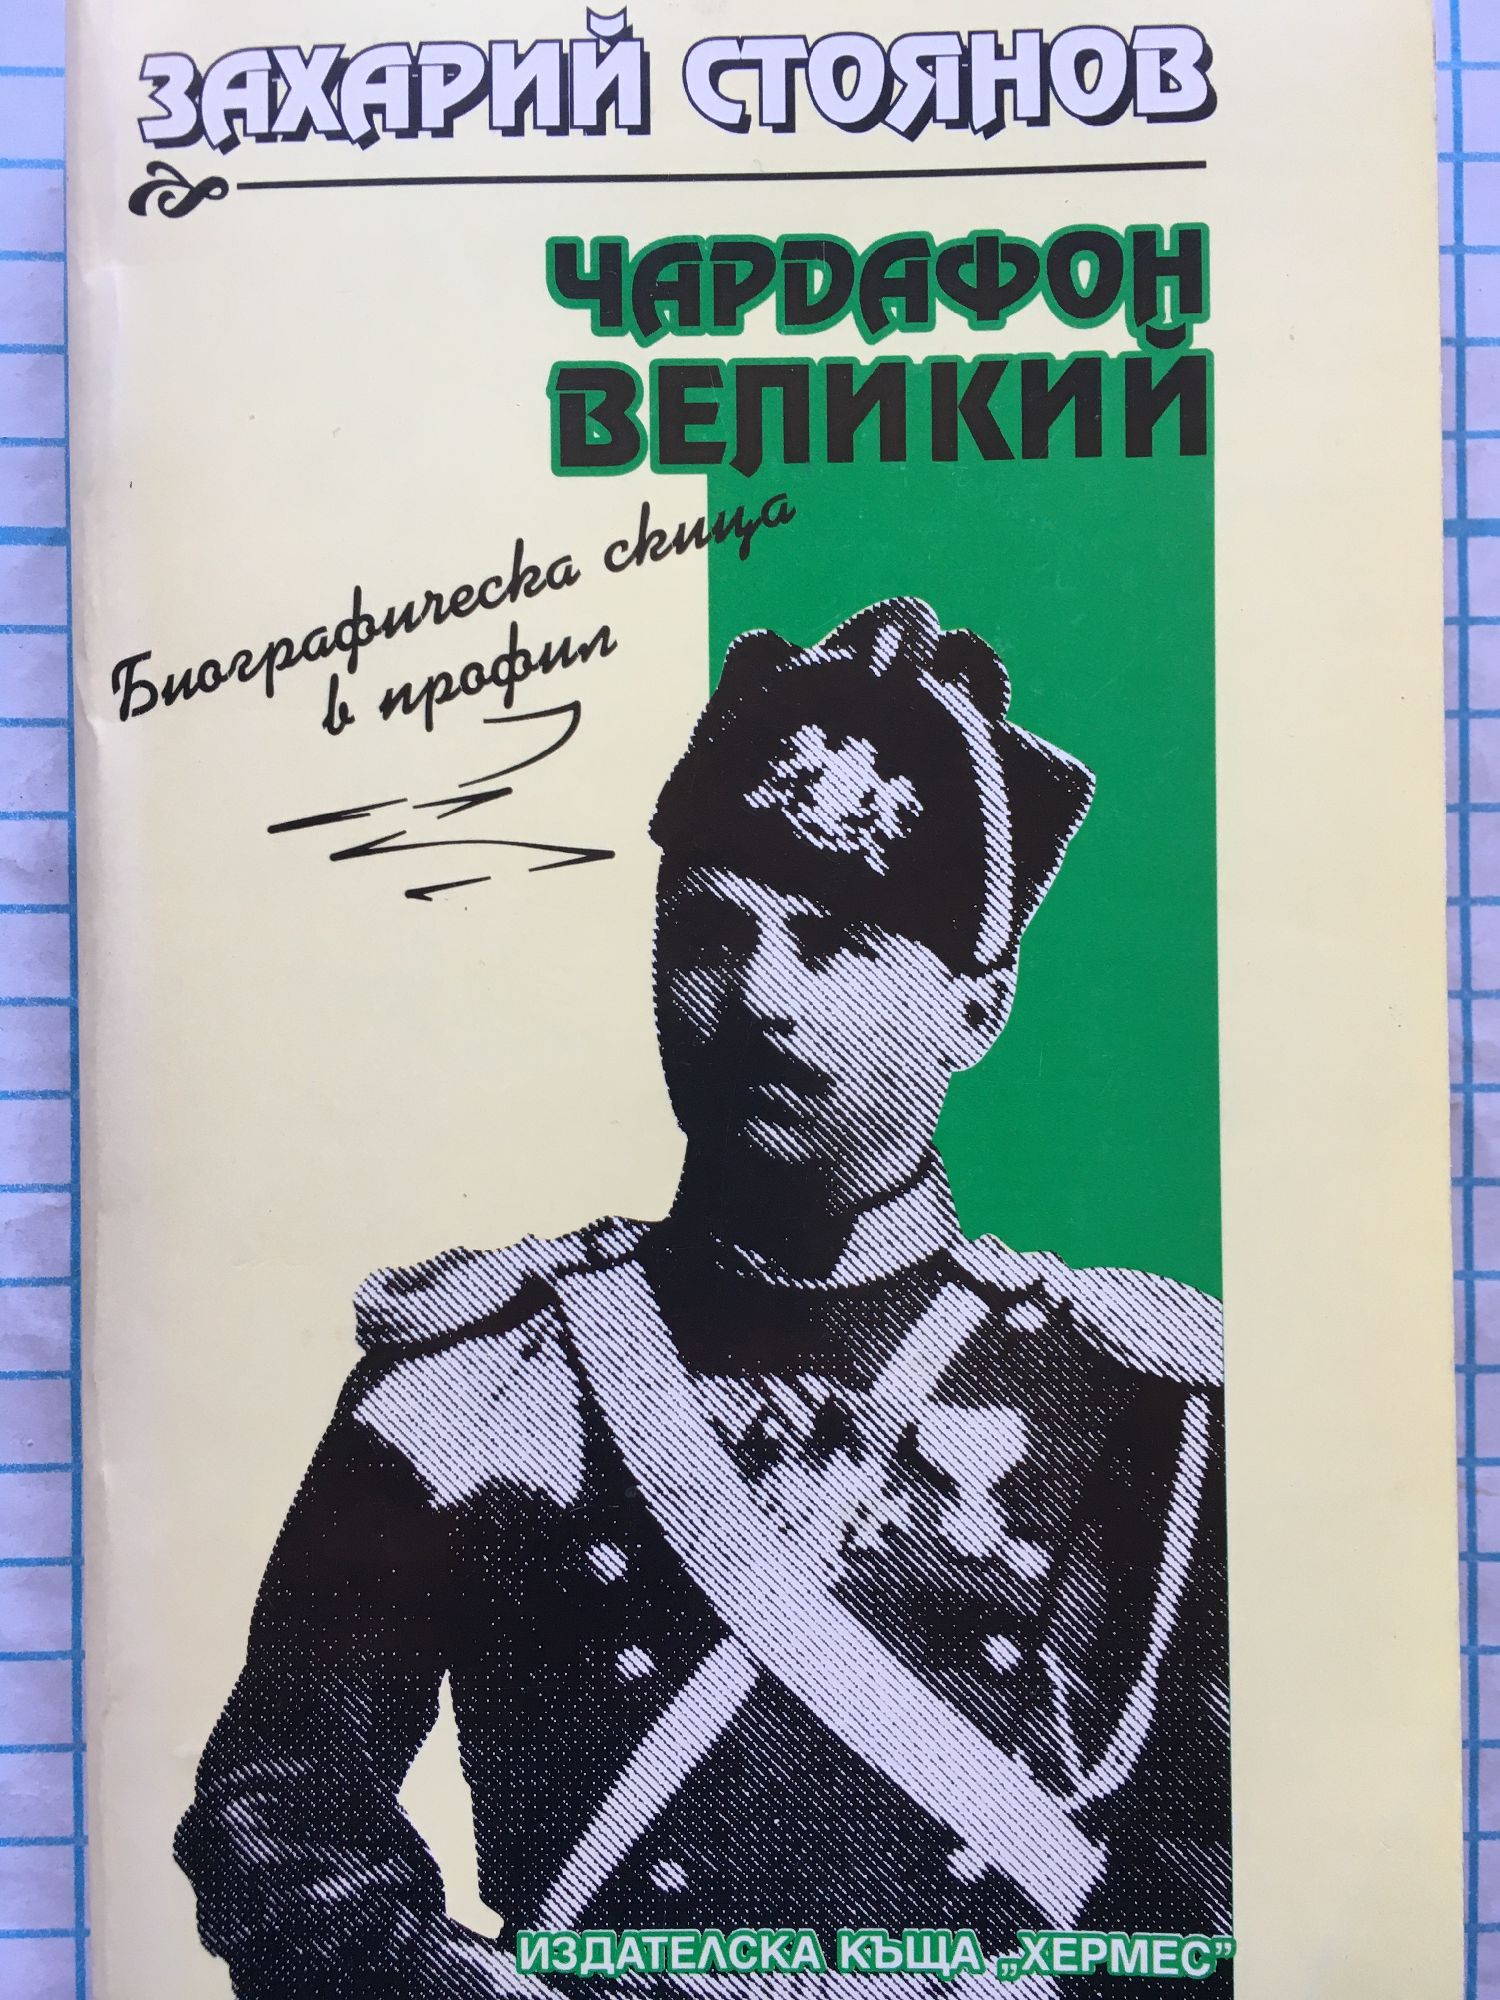 ЗАХАРИЙ СТОЯНОВ
ЧАРДАФОН
ВЕЛИКИЙ
Биографическа скица
в профил
ИЗДАТЕЛСКА КЪЩА „ХЕРМЕС”